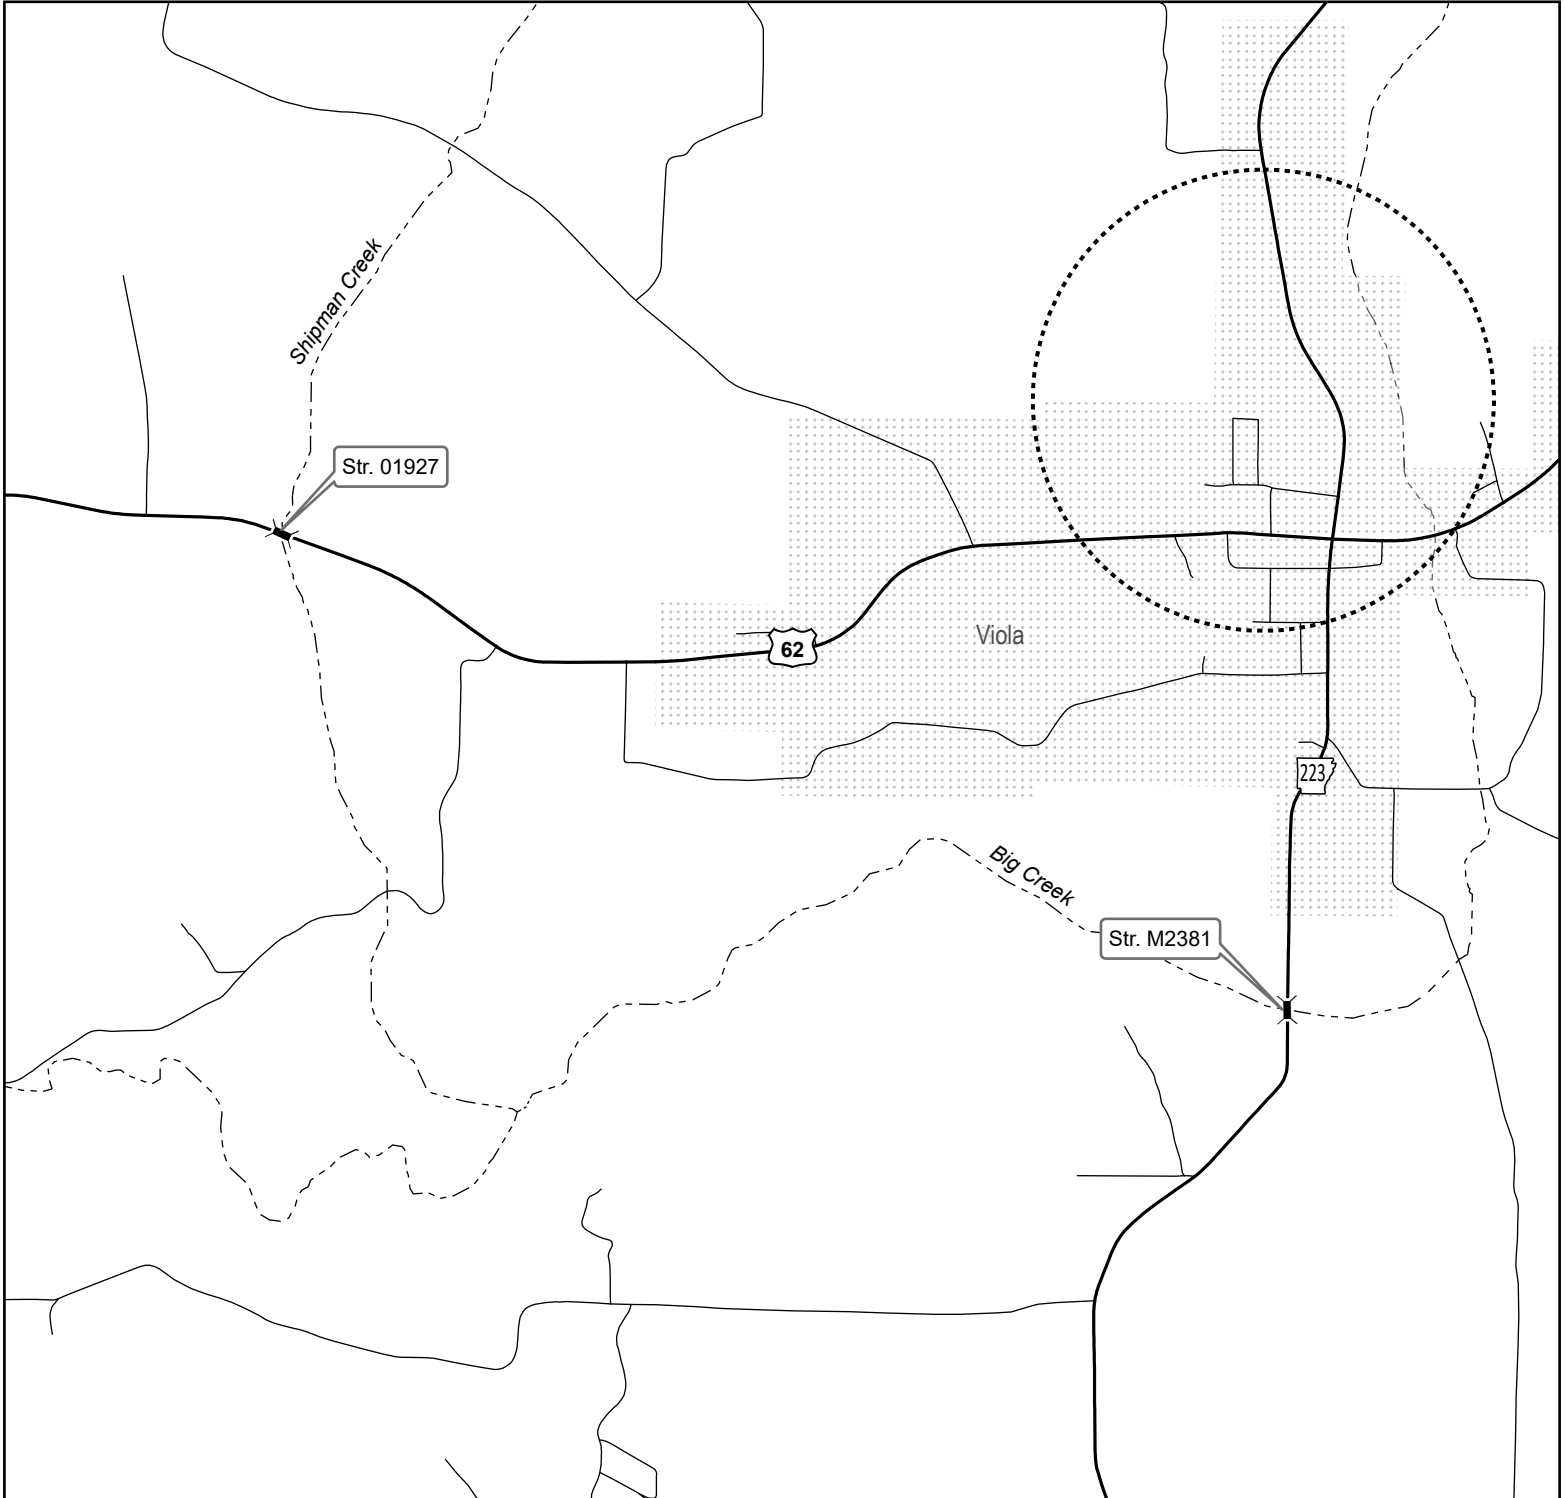 Shipman Creek
Str. 01927
62
Viola
223
Big Creek
Str. M2381